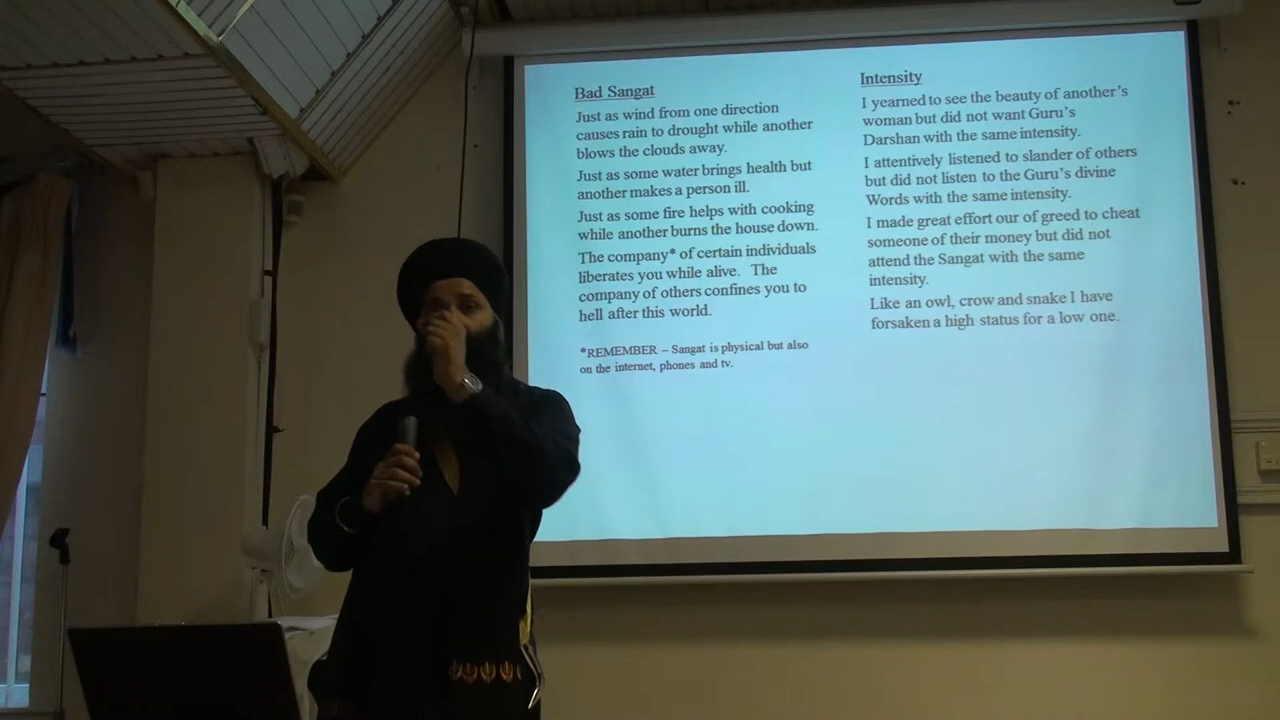 Bad Sangat
Just as wind from one direction
causes rain to drought while another
blows the clouds away.
Just as some water brings health but
another makes a person ill.
Just as some fire helps with cooking
while another burns the house down.
The company* of certain individuals
liberates you while alive. The
company of others confines you to
hell after this world.
*REMEMBER – Sangat is physical but also
on the internet, phones and tv.
Intensity
I yearned to see the beauty of another's
woman but did not want Guru's
Darshan with the same intensity.
I attentively listened to slander of others
but did not listen to the Guru's divine
Words with the same intensity.
I made great effort our of greed to cheat
someone of their money but did not
attend the Sangat with the same
intensity.
Like an owl, crow and snake I have
forsaken a high status for a low one.